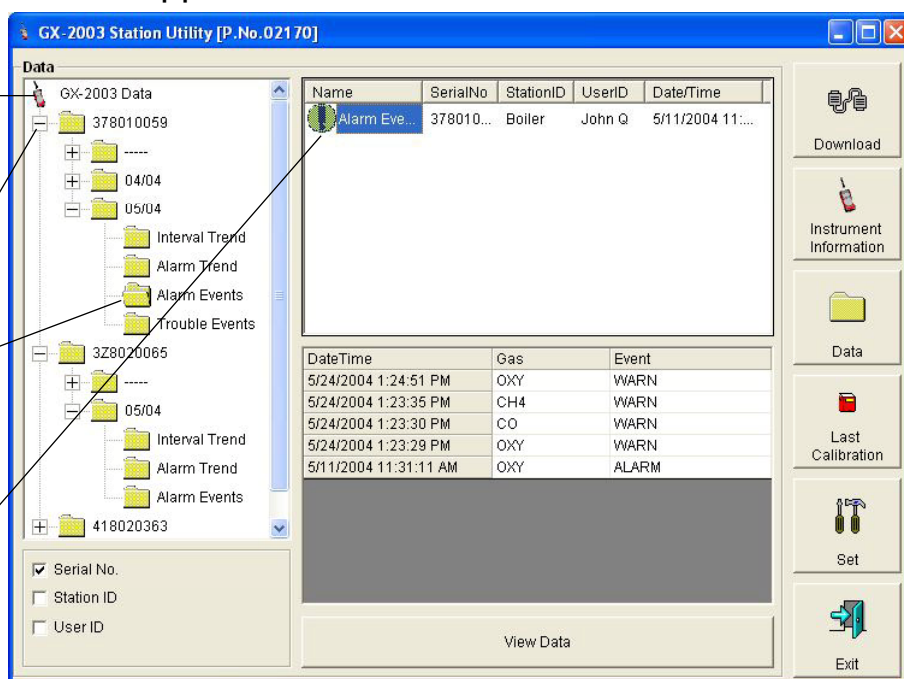 GX-2003 Station Utility [P.No.02170]
Data
GX-2003 Data
378010059
-----
04/04
05/04
Interval Trend
Alarm Trend
Alarm Events
Trouble Events
3Z8020065
-----
05/04
Interval Trend
Alarm Trend
Alarm Events
418020363
Serial No.
Station ID
User ID
Name SerialNo StationID UserID Date/Time
Alarm Eve... 378010... Boiler John Q 5/11/2004 11:...
DateTime Gas Event
5/24/2004 1:24:51 PM OXY WARN
5/24/2004 1:23:35 PM CH4 WARN
5/24/2004 1:23:30 PM CO WARN
5/24/2004 1:23:29 PM OXY WARN
5/11/2004 11:31:11 AM OXY ALARM
View Data
Download
Instrument
Information
Data
Last
Calibration
Set
Exit